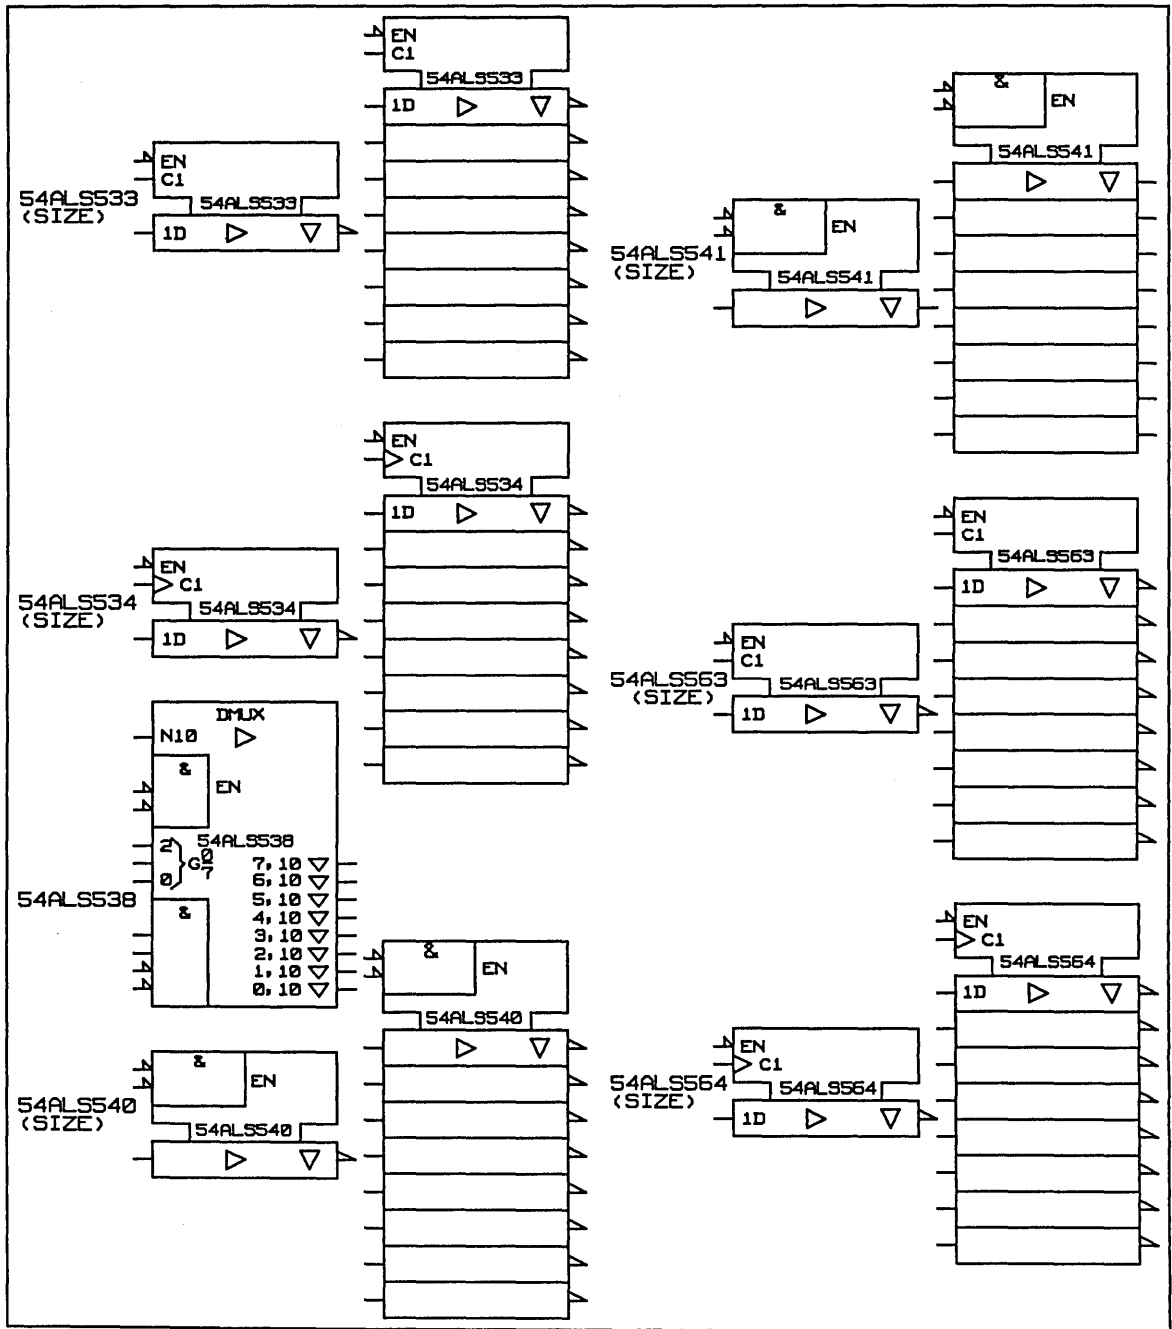 EN
C1
54ALS533
1D
54ALS533
(SIZE)
EN
C1
54ALS533
1D
&
EN
54ALS541
54ALS541
(SIZE)
&
EN
54ALS541
EN
C1
54ALS534
1D
54ALS534
(SIZE)
EN
C1
54ALS534
1D
EN
C1
54ALS563
1D
54ALS563
(SIZE)
EN
C1
54ALS563
1D
54ALS538
DMUX
N10
&
EN
54ALS538
2
0
G 0
7
&
7,10
6,10
5,10
4,10
3,10
2,10
1,10
0,10
&
EN
54ALS540
54ALS540
(SIZE)
&
EN
54ALS540
EN
C1
54ALS564
1D
54ALS564
(SIZE)
EN
C1
54ALS564
1D